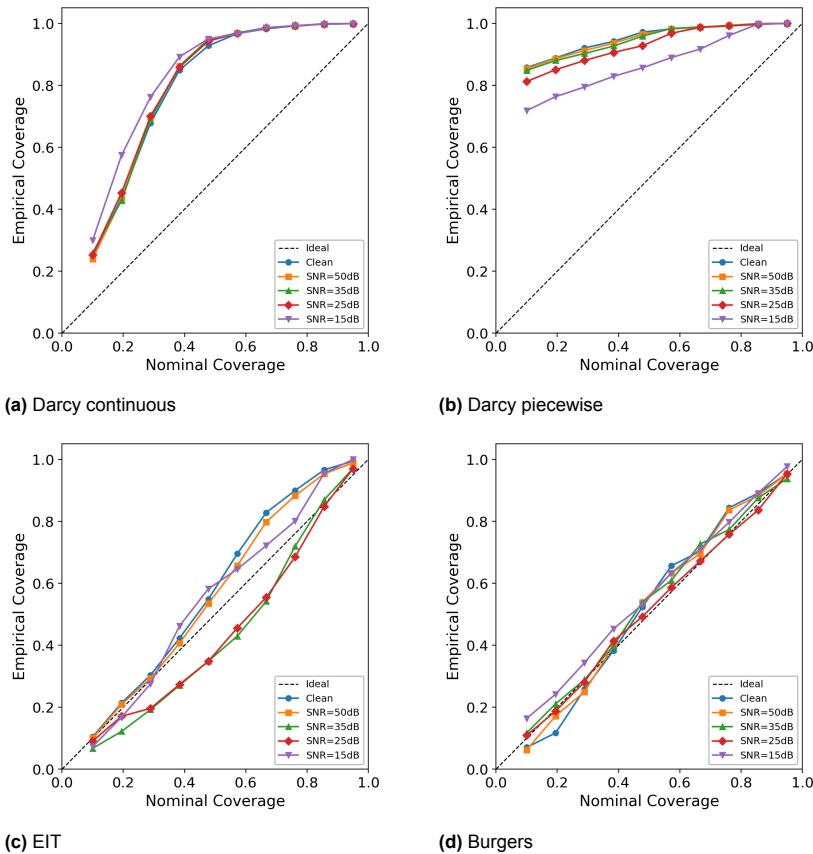 1.0
0.8
0.6
0.4
0.2
0.0
Empirical Coverage
Ideal
Clean
SNR=50dB
SNR=35dB
SNR=25dB
SNR=15dB
0.0 0.2 0.4 0.6 0.8 1.0
Nominal Coverage
(a) Darcy continuous
1.0
0.8
0.6
0.4
0.2
0.0
Empirical Coverage
Ideal
Clean
SNR=50dB
SNR=35dB
SNR=25dB
SNR=15dB
0.0 0.2 0.4 0.6 0.8 1.0
Nominal Coverage
(b) Darcy piecewise
1.0
0.8
0.6
0.4
0.2
0.0
Empirical Coverage
Ideal
Clean
SNR=50dB
SNR=35dB
SNR=25dB
SNR=15dB
0.0 0.2 0.4 0.6 0.8 1.0
Nominal Coverage
(c) EIT
1.0
0.8
0.6
0.4
0.2
0.0
Empirical Coverage
Ideal
Clean
SNR=50dB
SNR=35dB
SNR=25dB
SNR=15dB
0.0 0.2 0.4 0.6 0.8 1.0
Nominal Coverage
(d) Burgers